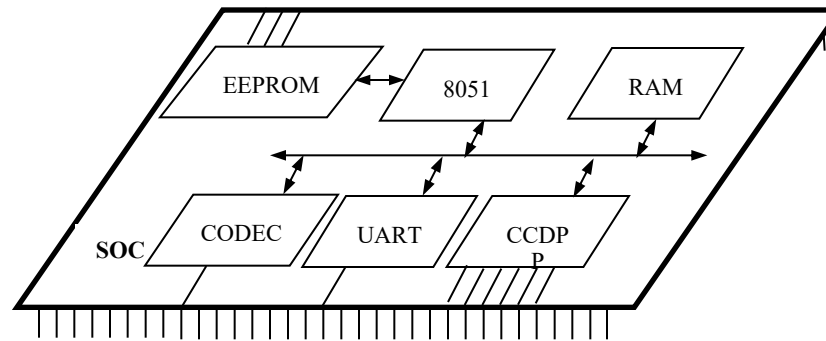 EEPROM
8051
RAM
SOC
CODEC
UART
CCDP
P